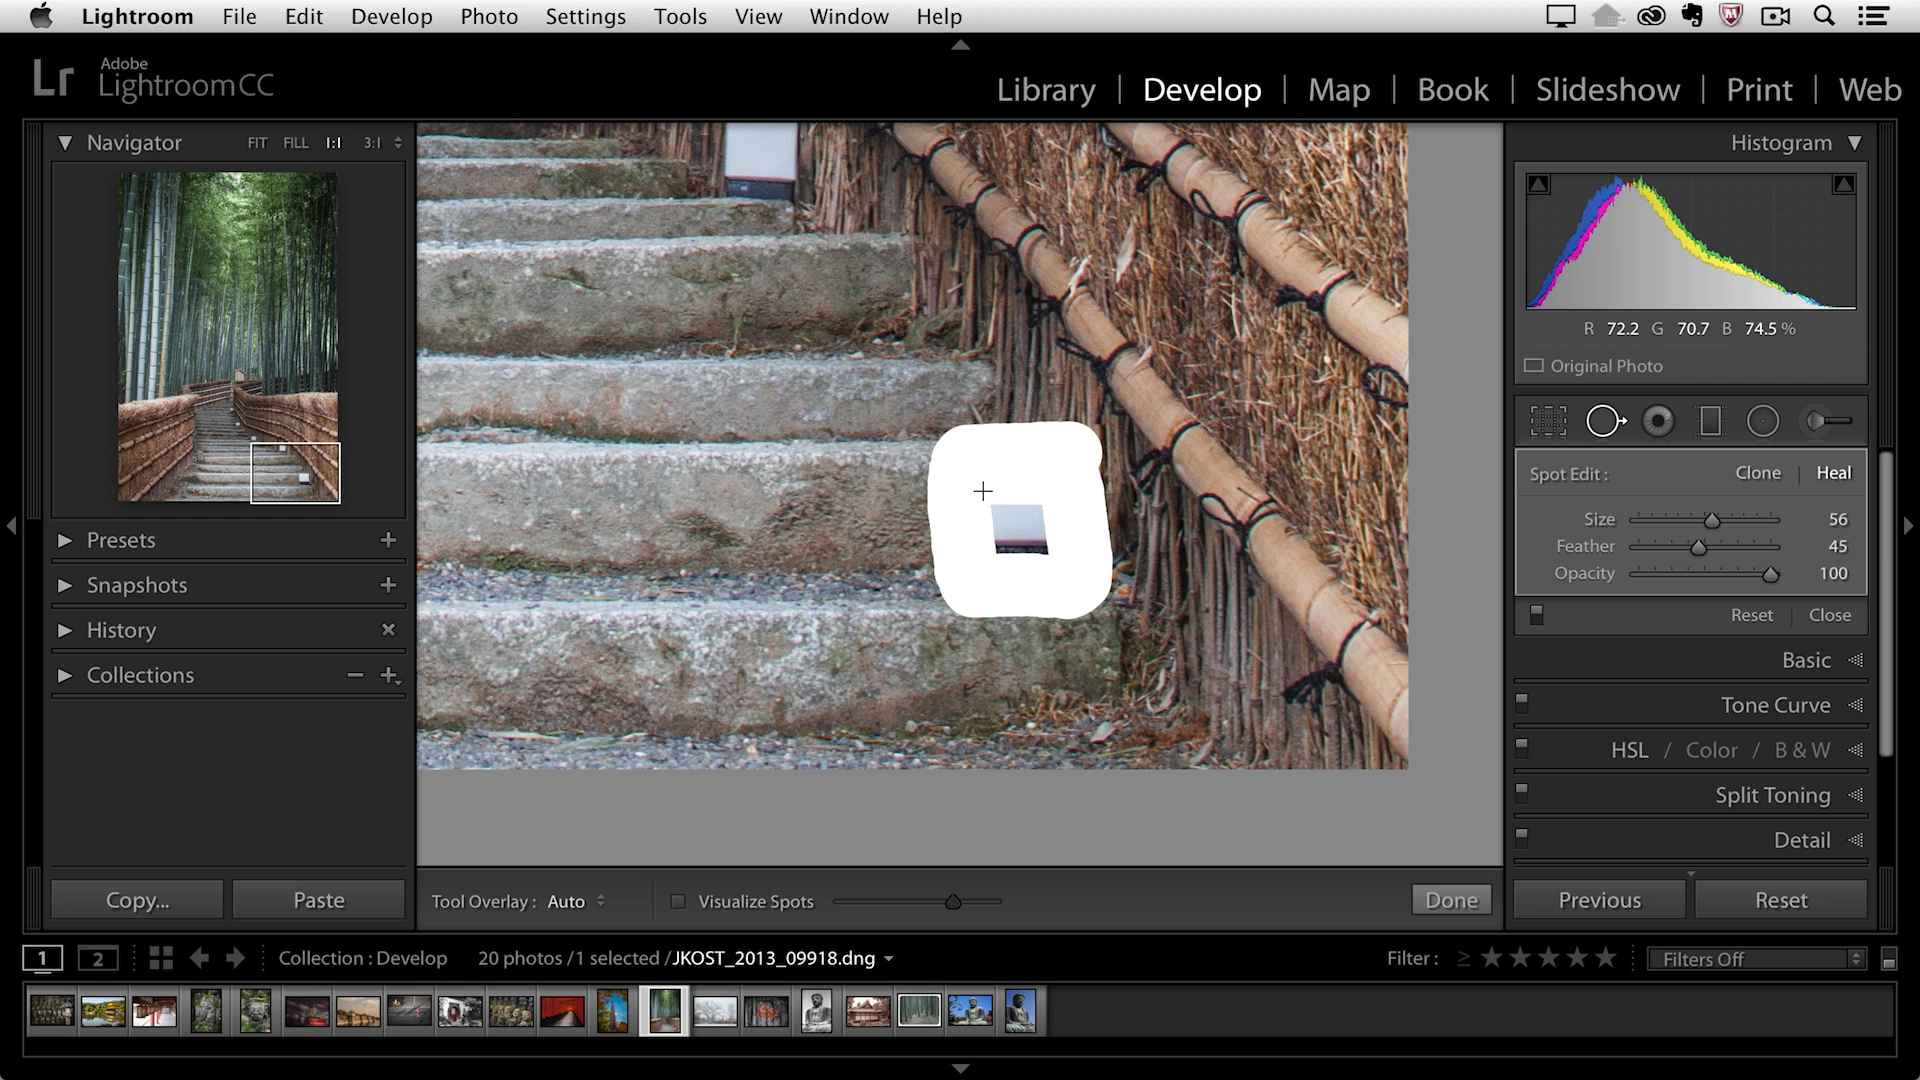 Lightroom File Edit Develop Photo Settings Tools View Window Help
Lr Adobe
Lightroom CC
Library | Develop | Map | Book | Slideshow | Print | Web
Navigator FIT FILL 1:1 3:1
Histogram
R 72.2 G 70.7 B 74.5 %
Original Photo
Spot Edit : Clone | Heal
Size 56
Feather 45
Opacity 100
Reset | Close
Presets
Snapshots
History
Collections
Basic
Tone Curve
HSL / Color / B & W
Split Toning
Detail
Copy... Paste
Tool Overlay : Auto Visualize Spots Done
Previous Reset
1 2 Collection : Develop 20 photos /1 selected /JKOST_2013_09918.dng Filter : ≥ ★★★★★ Filters Off